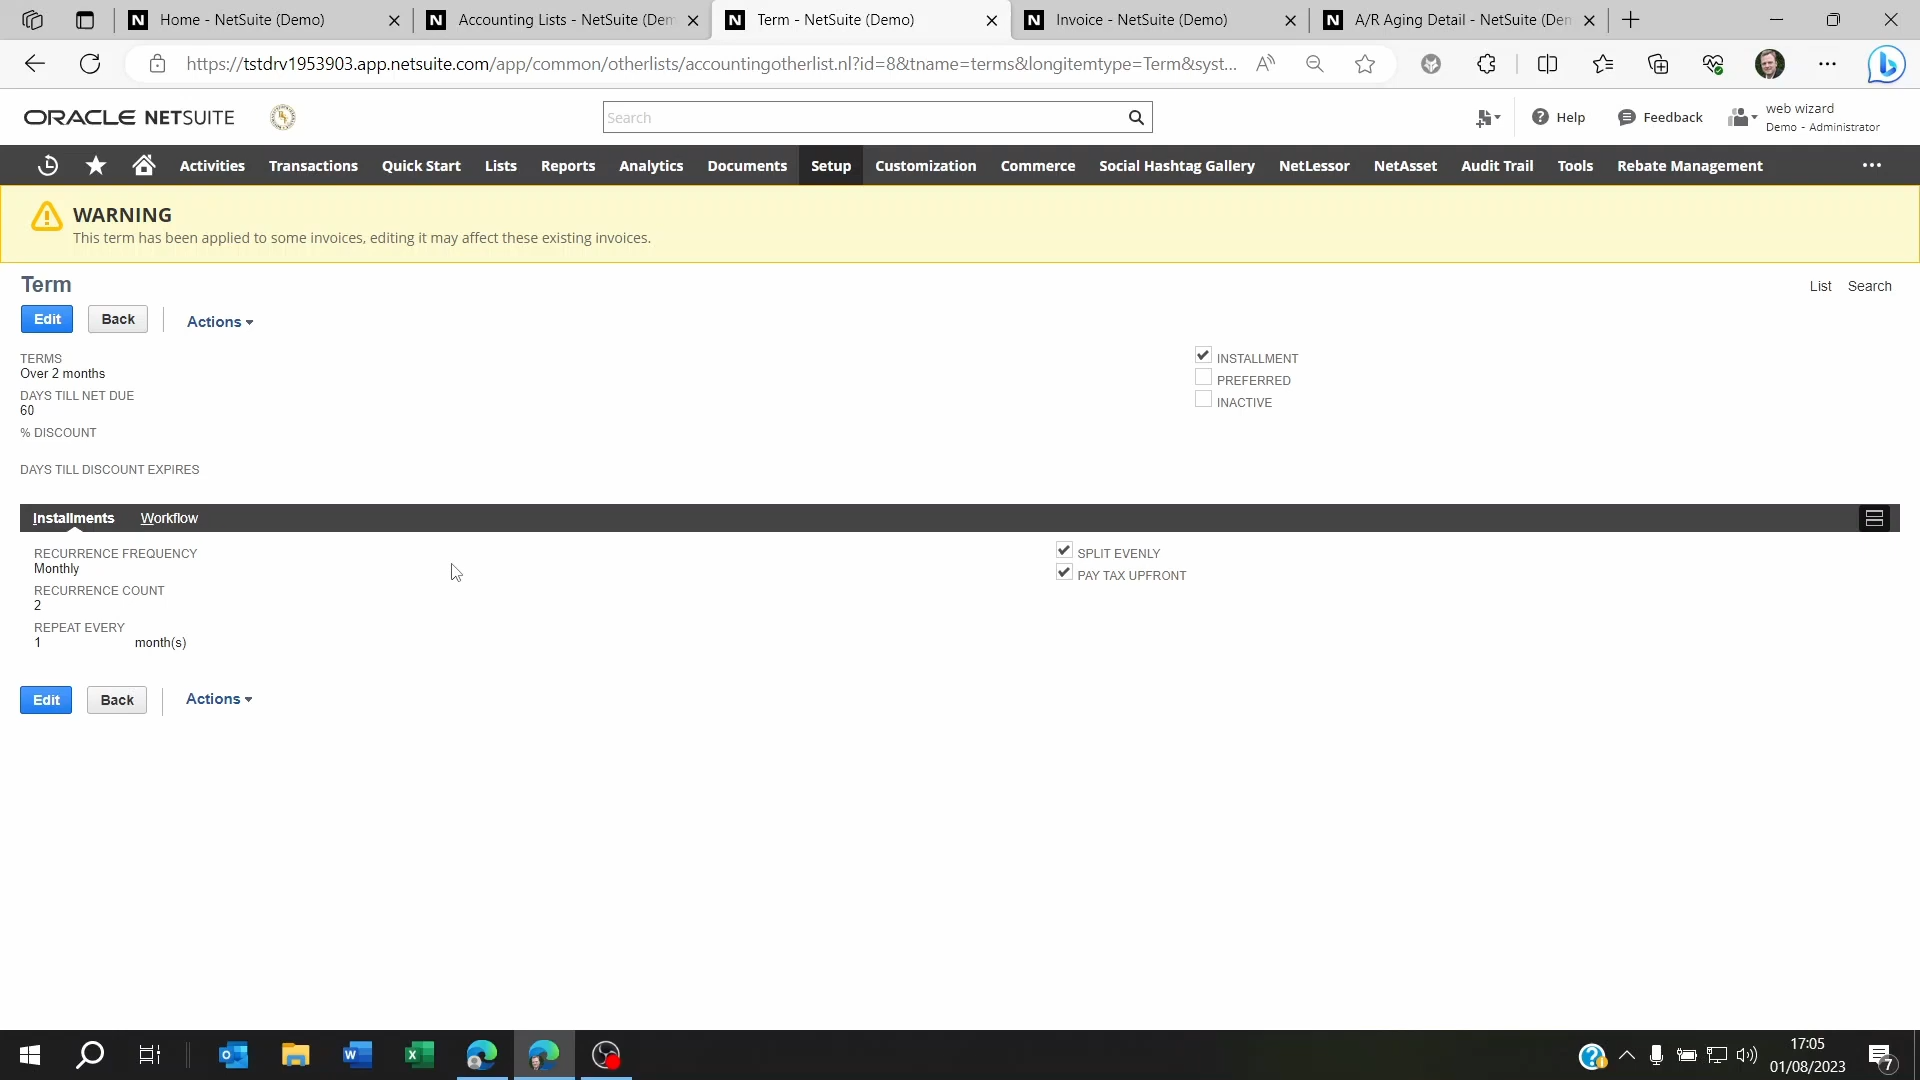 Home - NetSuite (Demo)
Accounting Lists - NetSuite (Dem
Term - NetSuite (Demo)
Invoice - NetSuite (Demo)
A/R Aging Detail - NetSuite (Den
https://tstdrv1953903.app.netsuite.com/app/common/otherlists/accountingotherlist.nl?id=8&tname=terms&longitemtype=Term&syst...
ORACLE NETSUITE
Search
Help
Feedback
web wizard
Demo - Administrator
Activities Transactions Quick Start Lists Reports Analytics Documents Setup Customization Commerce Social Hashtag Gallery NetLessor NetAsset Audit Trail Tools Rebate Management
WARNING
This term has been applied to some invoices, editing it may affect these existing invoices.
Term
List Search
Edit Back Actions
TERMS
Over 2 months
DAYS TILL NET DUE
60
% DISCOUNT
DAYS TILL DISCOUNT EXPIRES
INSTALLMENT
PREFERRED
INACTIVE
Installments Workflow
RECURRENCE FREQUENCY
Monthly
RECURRENCE COUNT
2
REPEAT EVERY
1 month(s)
SPLIT EVENLY
PAY TAX UPFRONT
Edit Back Actions
17:05
01/08/2023
7